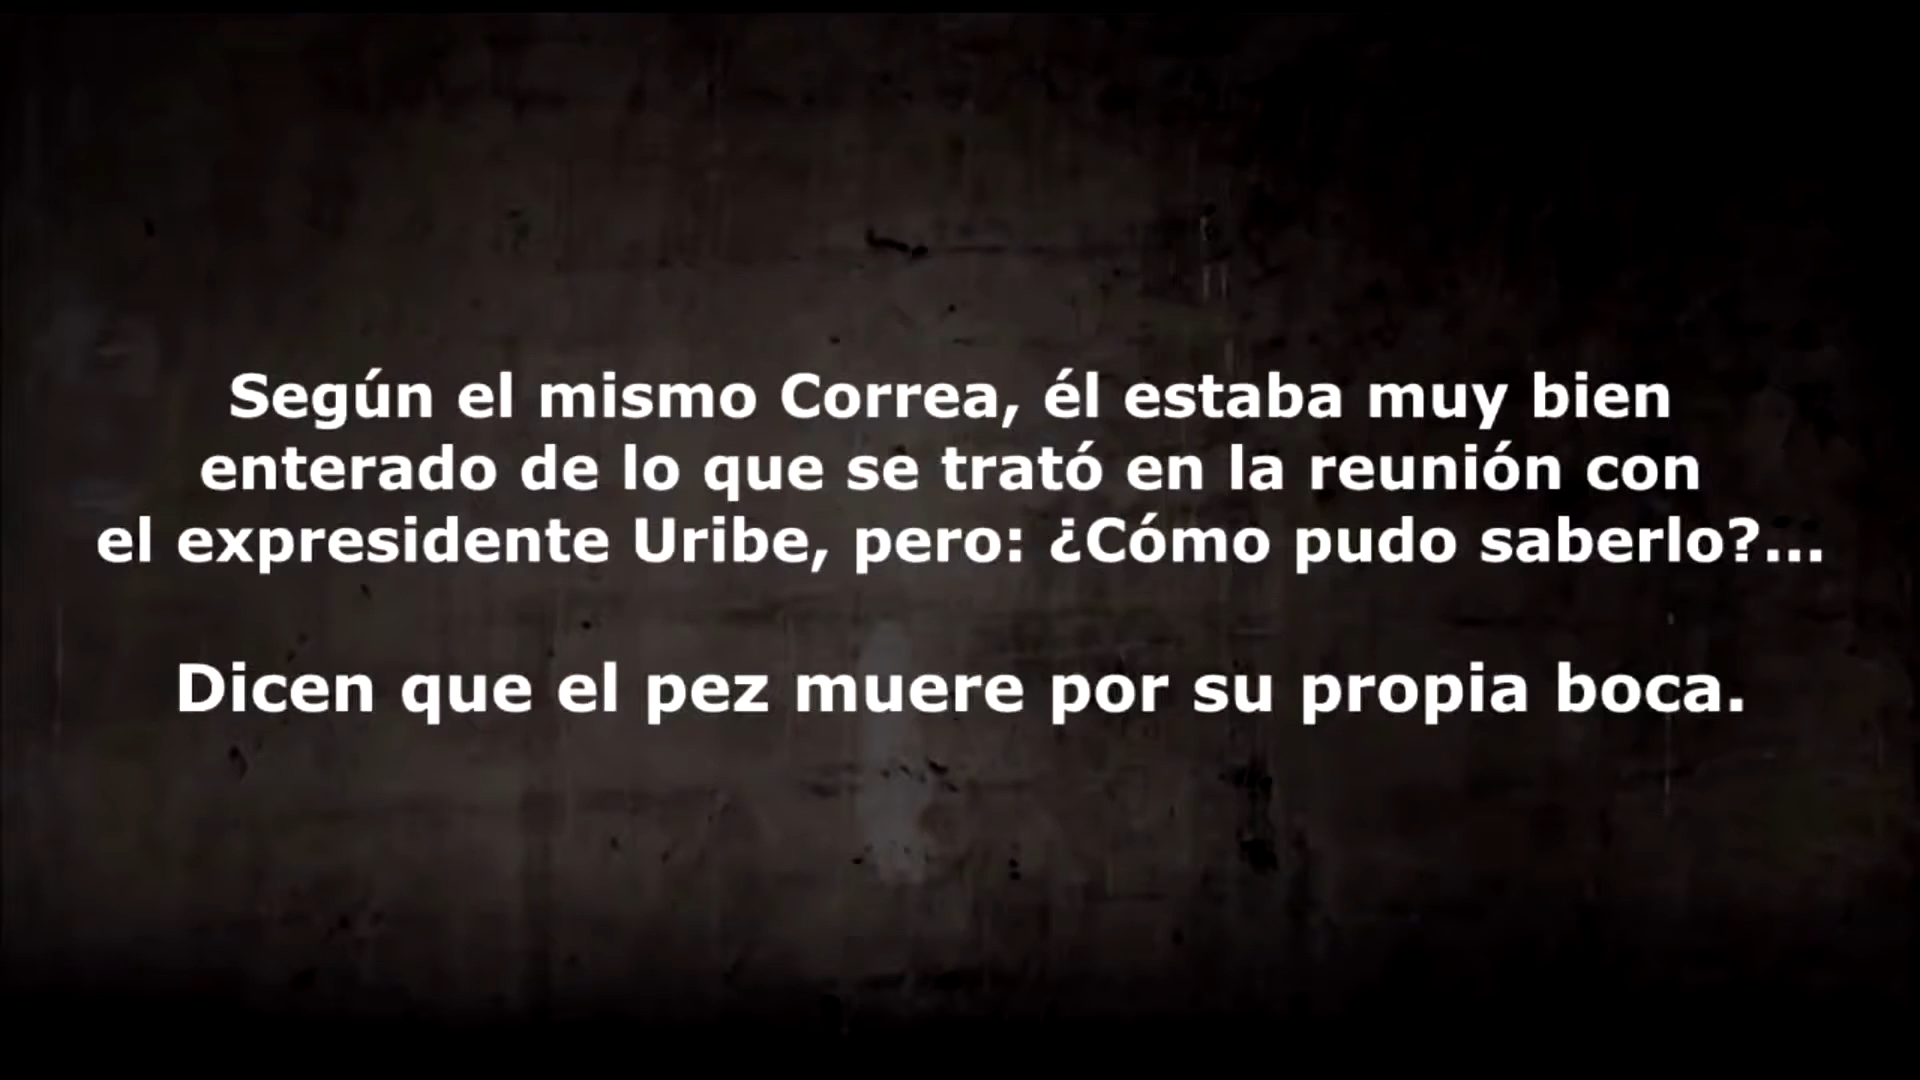 Según el mismo Correa, él estaba muy bien
enterado de lo que se trató en la reunión con
el expresidente Uribe, pero: ¿Cómo pudo saberlo?...
Dicen que el pez muere por su propia boca.